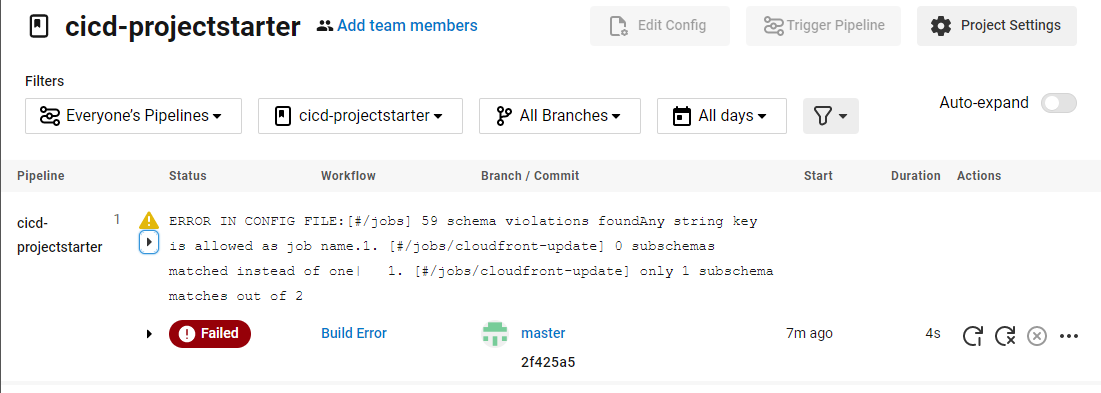 cicd-projectstarter Add team members Edit Config Trigger Pipeline Project Settings
Filters
Everyone's Pipelines cicd-projectstarter All Branches All days Auto-expand
Pipeline Status Workflow Branch / Commit Start Duration Actions
cicd-projectstarter 1
ERROR IN CONFIG FILE:[#/jobs] 59 schema violations foundAny string key
is allowed as job name.1. [#/jobs/cloudfront-update] 0 subschemas
matched instead of one|   1. [#/jobs/cloudfront-update] only 1 subschema
matches out of 2
Failed Build Error master 7m ago 4s
2f425a5